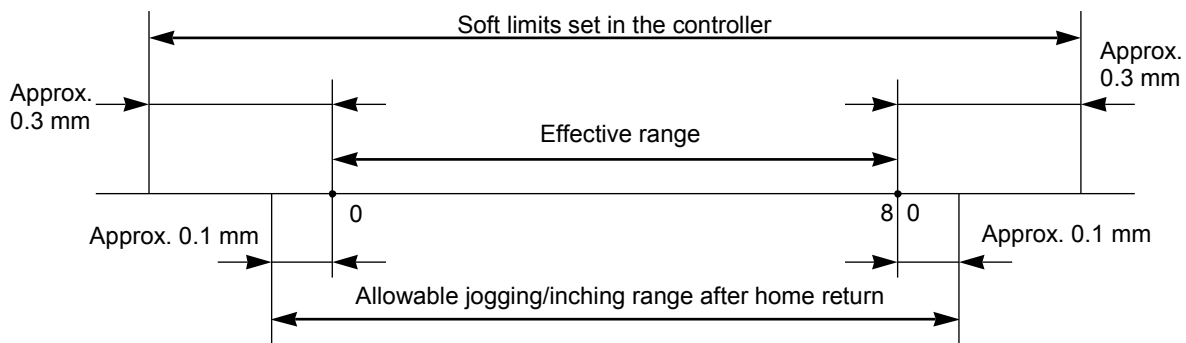 Soft limits set in the controller
Approx.
0.3 mm
Approx.
0.3 mm
Effective range
0
8 0
Approx. 0.1 mm
Approx. 0.1 mm
Allowable jogging/inching range after home return